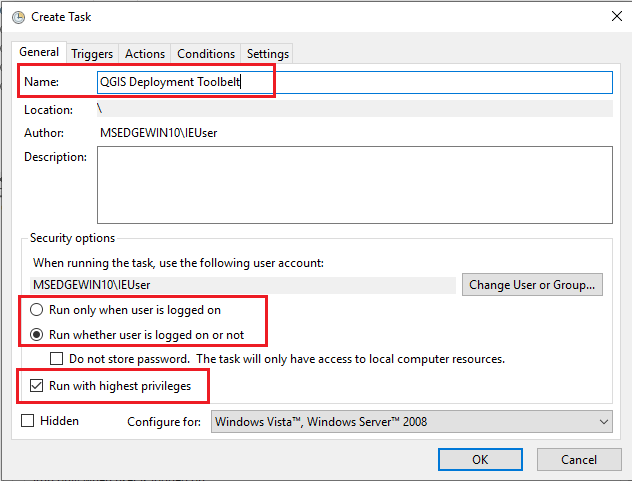 Create Task
General Triggers Actions Conditions Settings
Name: QGIS Deployment Toolbelt
Location: \
Author: MSEDGEWIN10\IEUser
Description:
Security options
When running the task, use the following user account:
MSEDGEWIN10\IEUser Change User or Group...
Run only when user is logged on
Run whether user is logged on or not
Do not store password. The task will only have access to local computer resources.
Run with highest privileges
Hidden Configure for: Windows Vista™, Windows Server™ 2008
OK Cancel